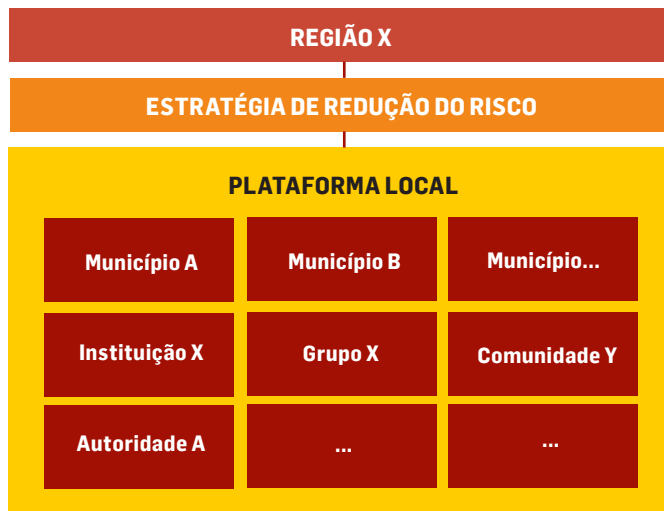 REGIÃO X
ESTRATÉGIA DE REDUÇÃO DO RISCO
PLATAFORMA LOCAL
Município A
Município B
Município...
Instituição X
Grupo X
Comunidade Y
Autoridade A
...
...